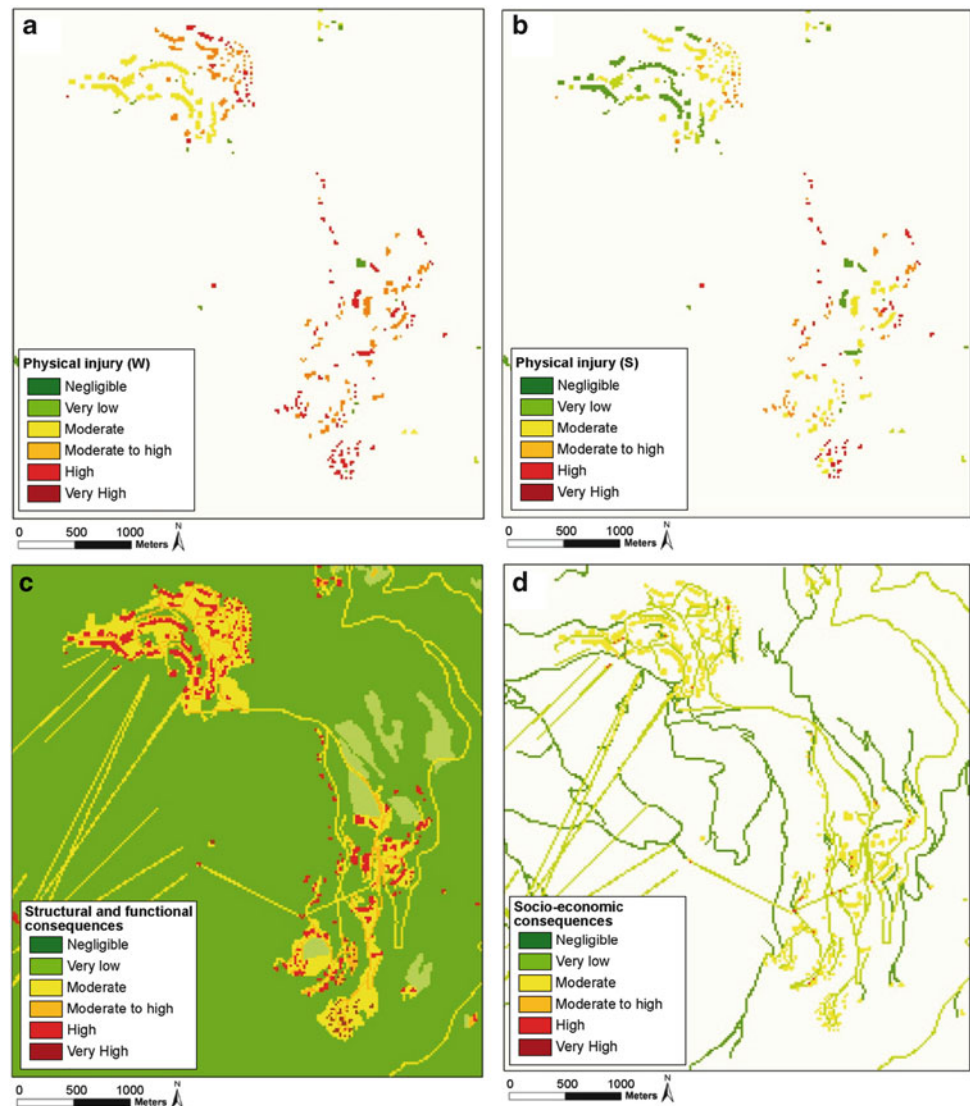 a
Physical injury (W)
Negligible
Very low
Moderate
Moderate to high
High
Very High
0 500 1000
Meters
N
b
Physical injury (S)
Negligible
Very low
Moderate
Moderate to high
High
Very High
0 500 1000
Meters
N
c
Structural and functional
consequences
Negligible
Very low
Moderate
Moderate to high
High
Very High
0 500 1000
Meters
N
d
Socio-economic
consequences
Negligible
Very low
Moderate
Moderate to high
High
Very High
0 500 1000
Meters
N